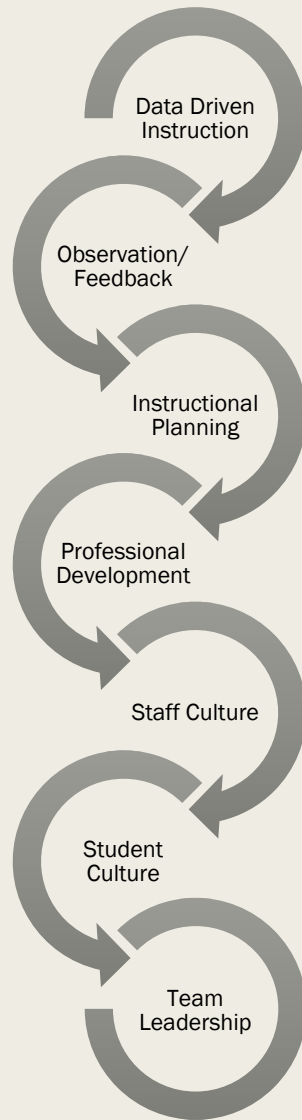 Data Driven
Instruction
Observation/
Feedback
Instructional
Planning
Professional
Development
Staff Culture
Student
Culture
Team
Leadership